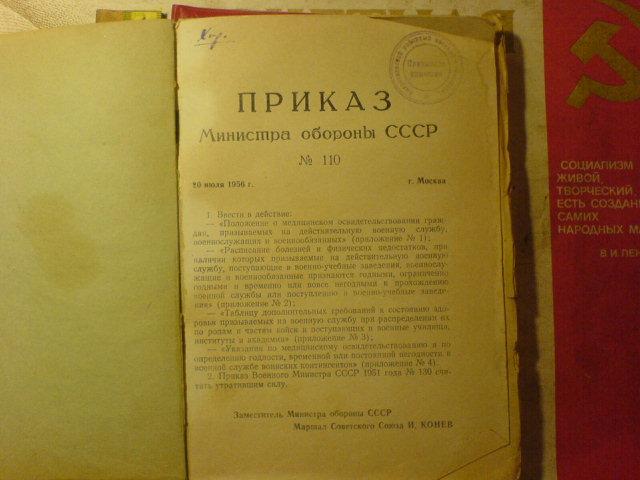 Хир.
ПРИКАЗ
Министра обороны СССР
№ 110
20 июля 1956 г. г. Москва
1. Ввести в действие:
— «Положение о медицинском освидетельствовании граж-
дан, призываемых на действительную военную службу,
военнослужащих и военнообязанных» (приложение № 1);
— «Расписание болезней и физических недостатков, при
наличии которых призываемые на действительную военную
службу, поступающие в военно-учебные заведения, военнослу-
жащие и военнообязанные признаются годными, ограниченно
годными и временно или вовсе негодными к прохождению
военной службы или поступлению в военно-учебные заведе-
ния» (приложение № 2);
— «Таблицу дополнительных требований к состоянию здо-
ровья призываемых на военную службу при распределении их
по родам и частям войск и поступающих в военные училища,
институты и академии» (приложение № 3);
— «Указания по медицинскому освидетельствованию и по
определению годности, временной или постоянной негодности к
военной службе воинских контингентов» (приложение № 4).
2. Приказ Военного Министра СССР 1951 года № 130 счи-
тать утратившим силу.
Заместитель Министра обороны СССР
Маршал Советского Союза И. КОНЕВ
СОЦИАЛИЗМ
ЖИВОЙ,
ТВОРЧЕСКИЙ
ЕСТЬ СОЗДАН
САМИХ
НАРОДНЫХ МА
В. И. ЛЕН